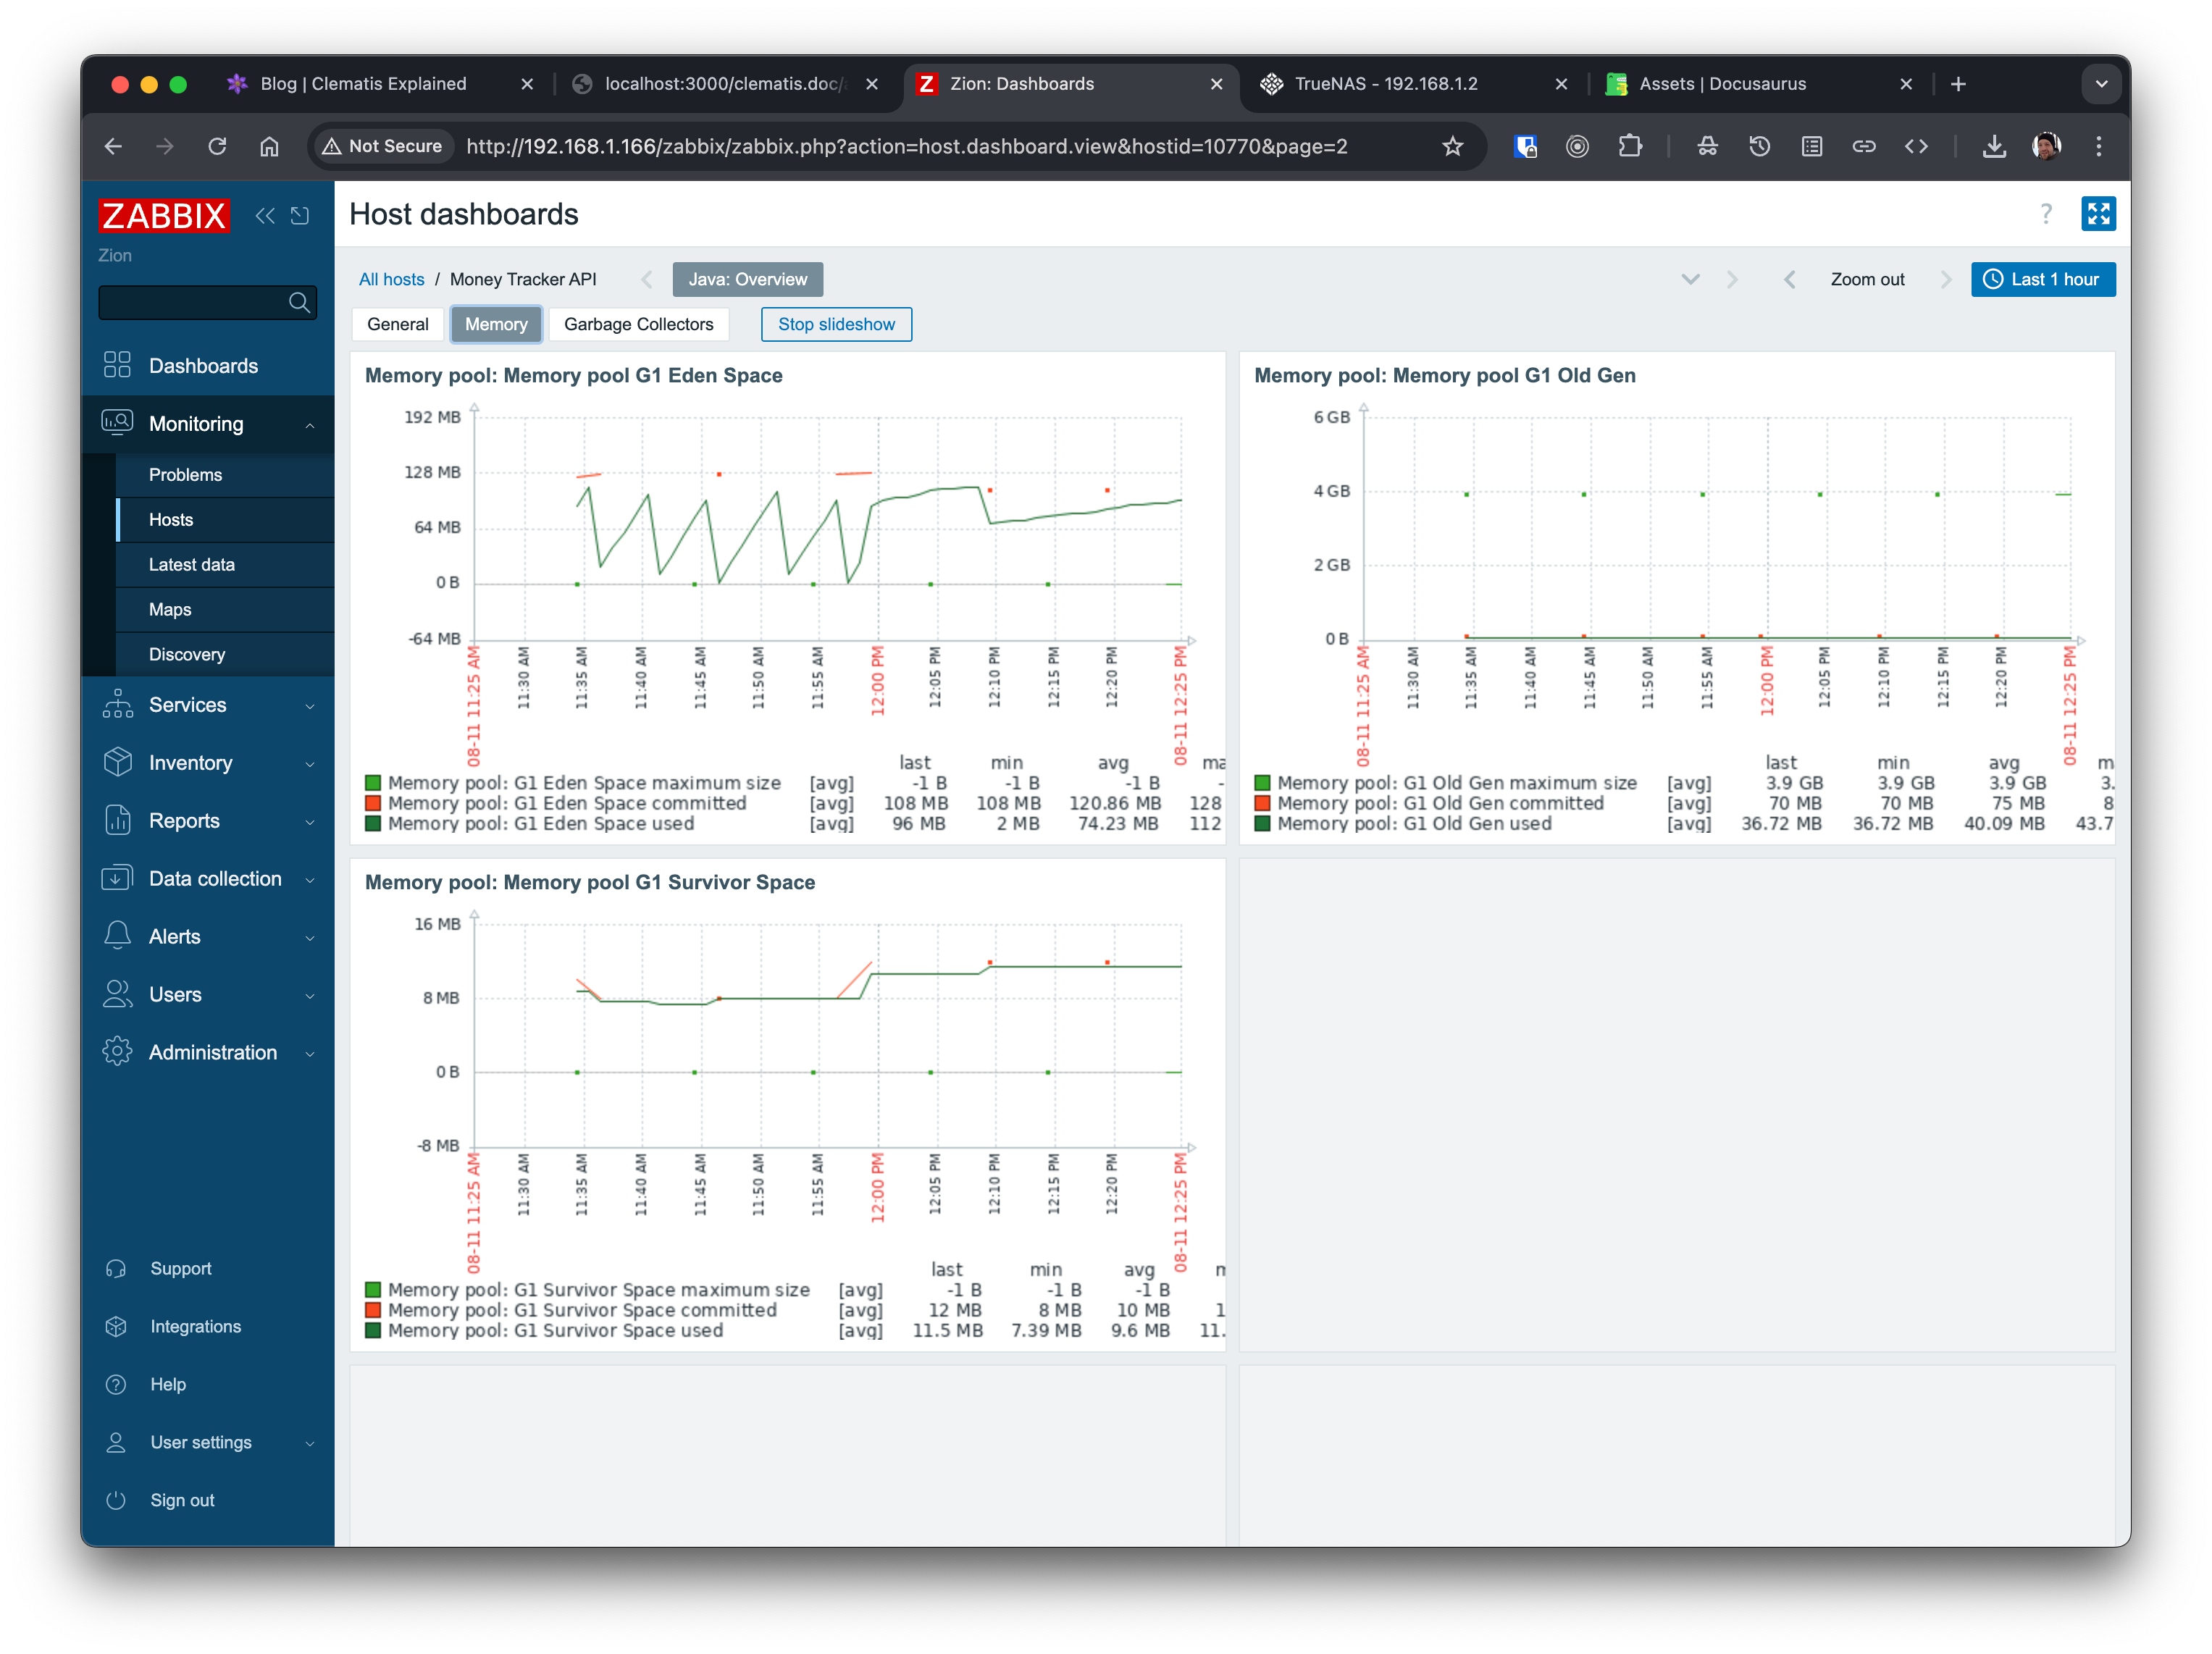 Blog | Clematis Explained
localhost:3000/clematis.doc/
Zion: Dashboards
TrueNAS - 192.168.1.2
Assets | Docusaurus
Not Secure
http://192.168.1.166/zabbix/zabbix.php?action=host.dashboard.view&hostid=10770&page=2
ZABBIX
Zion
Dashboards
Monitoring
Problems
Hosts
Latest data
Maps
Discovery
Services
Inventory
Reports
Data collection
Alerts
Users
Administration
Support
Integrations
Help
User settings
Sign out
Host dashboards
?
All hosts / Money Tracker API
Java: Overview
Zoom out
Last 1 hour
General
Memory
Garbage Collectors
Stop slideshow
Memory pool: Memory pool G1 Eden Space
192 MB
128 MB
64 MB
0 B
-64 MB
08-11 11:25 AM
11:30 AM
11:35 AM
11:40 AM
11:45 AM
11:50 AM
11:55 AM
12:00 PM
12:05 PM
12:10 PM
12:15 PM
12:20 PM
08-11 12:25 PM
last min avg ma
Memory pool: G1 Eden Space maximum size [avg] -1 B -1 B -1 B -
Memory pool: G1 Eden Space committed [avg] 108 MB 108 MB 120.86 MB 128
Memory pool: G1 Eden Space used [avg] 96 MB 2 MB 74.23 MB 112
Memory pool: Memory pool G1 Old Gen
6 GB
4 GB
2 GB
0 B
08-11 11:25 AM
11:30 AM
11:35 AM
11:40 AM
11:45 AM
11:50 AM
11:55 AM
12:00 PM
12:05 PM
12:10 PM
12:15 PM
12:20 PM
08-11 12:25 PM
last min avg m
Memory pool: G1 Old Gen maximum size [avg] 3.9 GB 3.9 GB 3.9 GB 3.
Memory pool: G1 Old Gen committed [avg] 70 MB 70 MB 75 MB 8
Memory pool: G1 Old Gen used [avg] 36.72 MB 36.72 MB 40.09 MB 43.7
Memory pool: Memory pool G1 Survivor Space
16 MB
8 MB
0 B
-8 MB
08-11 11:25 AM
11:30 AM
11:35 AM
11:40 AM
11:45 AM
11:50 AM
11:55 AM
12:00 PM
12:05 PM
12:10 PM
12:15 PM
12:20 PM
08-11 12:25 PM
last min avg m
Memory pool: G1 Survivor Space maximum size [avg] -1 B -1 B -1 B
Memory pool: G1 Survivor Space committed [avg] 12 MB 8 MB 10 MB 1
Memory pool: G1 Survivor Space used [avg] 11.5 MB 7.39 MB 9.6 MB 11.